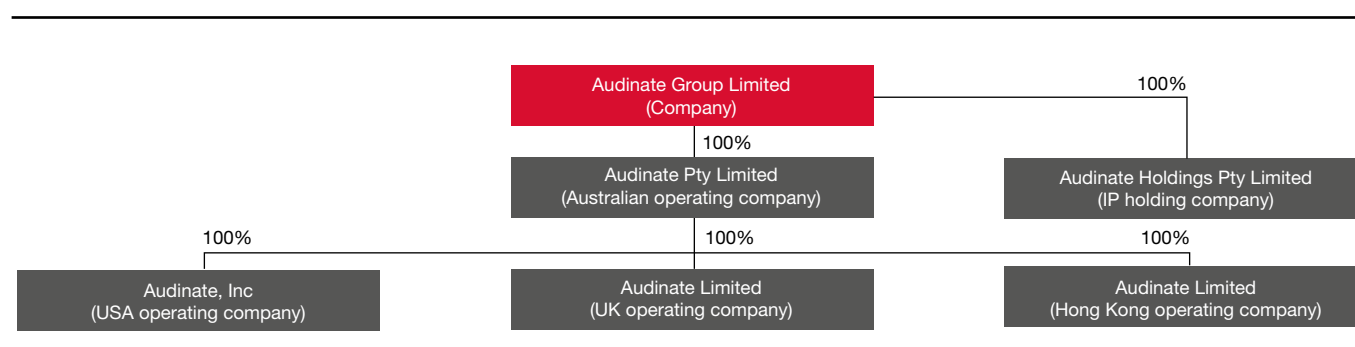 Audinate Group Limited
(Company)
100%
100%
Audinate Pty Limited
(Australian operating company)
Audinate Holdings Pty Limited
(IP holding company)
100%
100%
100%
Audinate, Inc
(USA operating company)
Audinate Limited
(UK operating company)
Audinate Limited
(Hong Kong operating company)